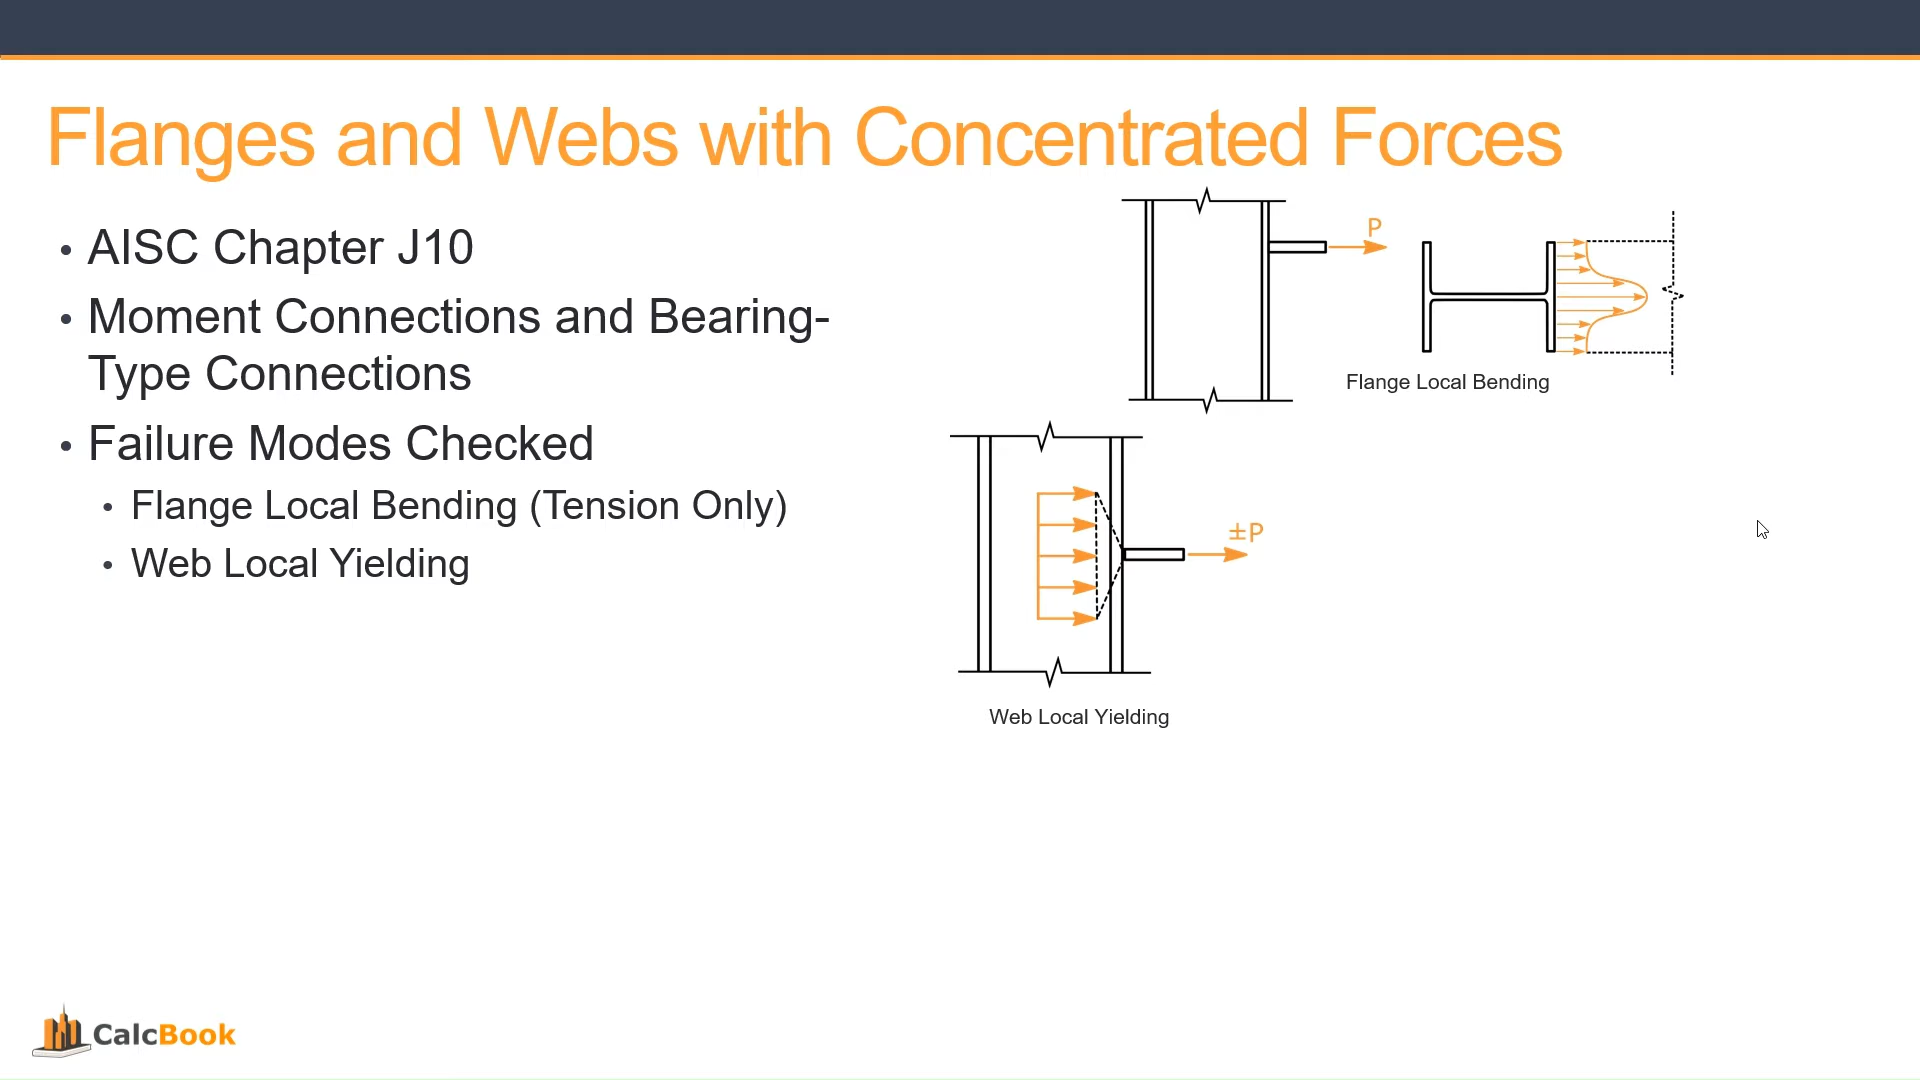 Flanges and Webs with Concentrated Forces
• AISC Chapter J10
• Moment Connections and Bearing-
Type Connections
• Failure Modes Checked
• Flange Local Bending (Tension Only)
• Web Local Yielding
P
Flange Local Bending
±P
Web Local Yielding
CalcBook